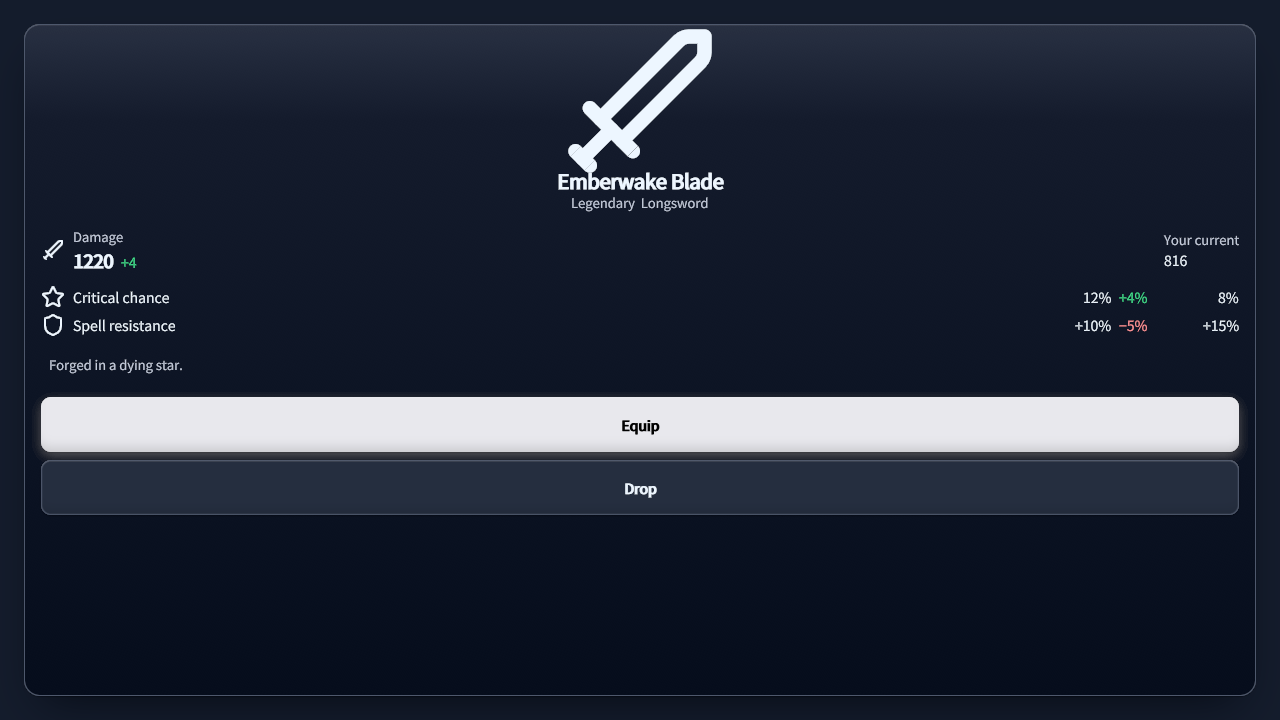 Emberwake Blade
Legendary Longsword
Damage
1220 +4
Your current
816
Critical chance 12% +4% 8%
Spell resistance +10% −5% +15%
Forged in a dying star.
Equip
Drop